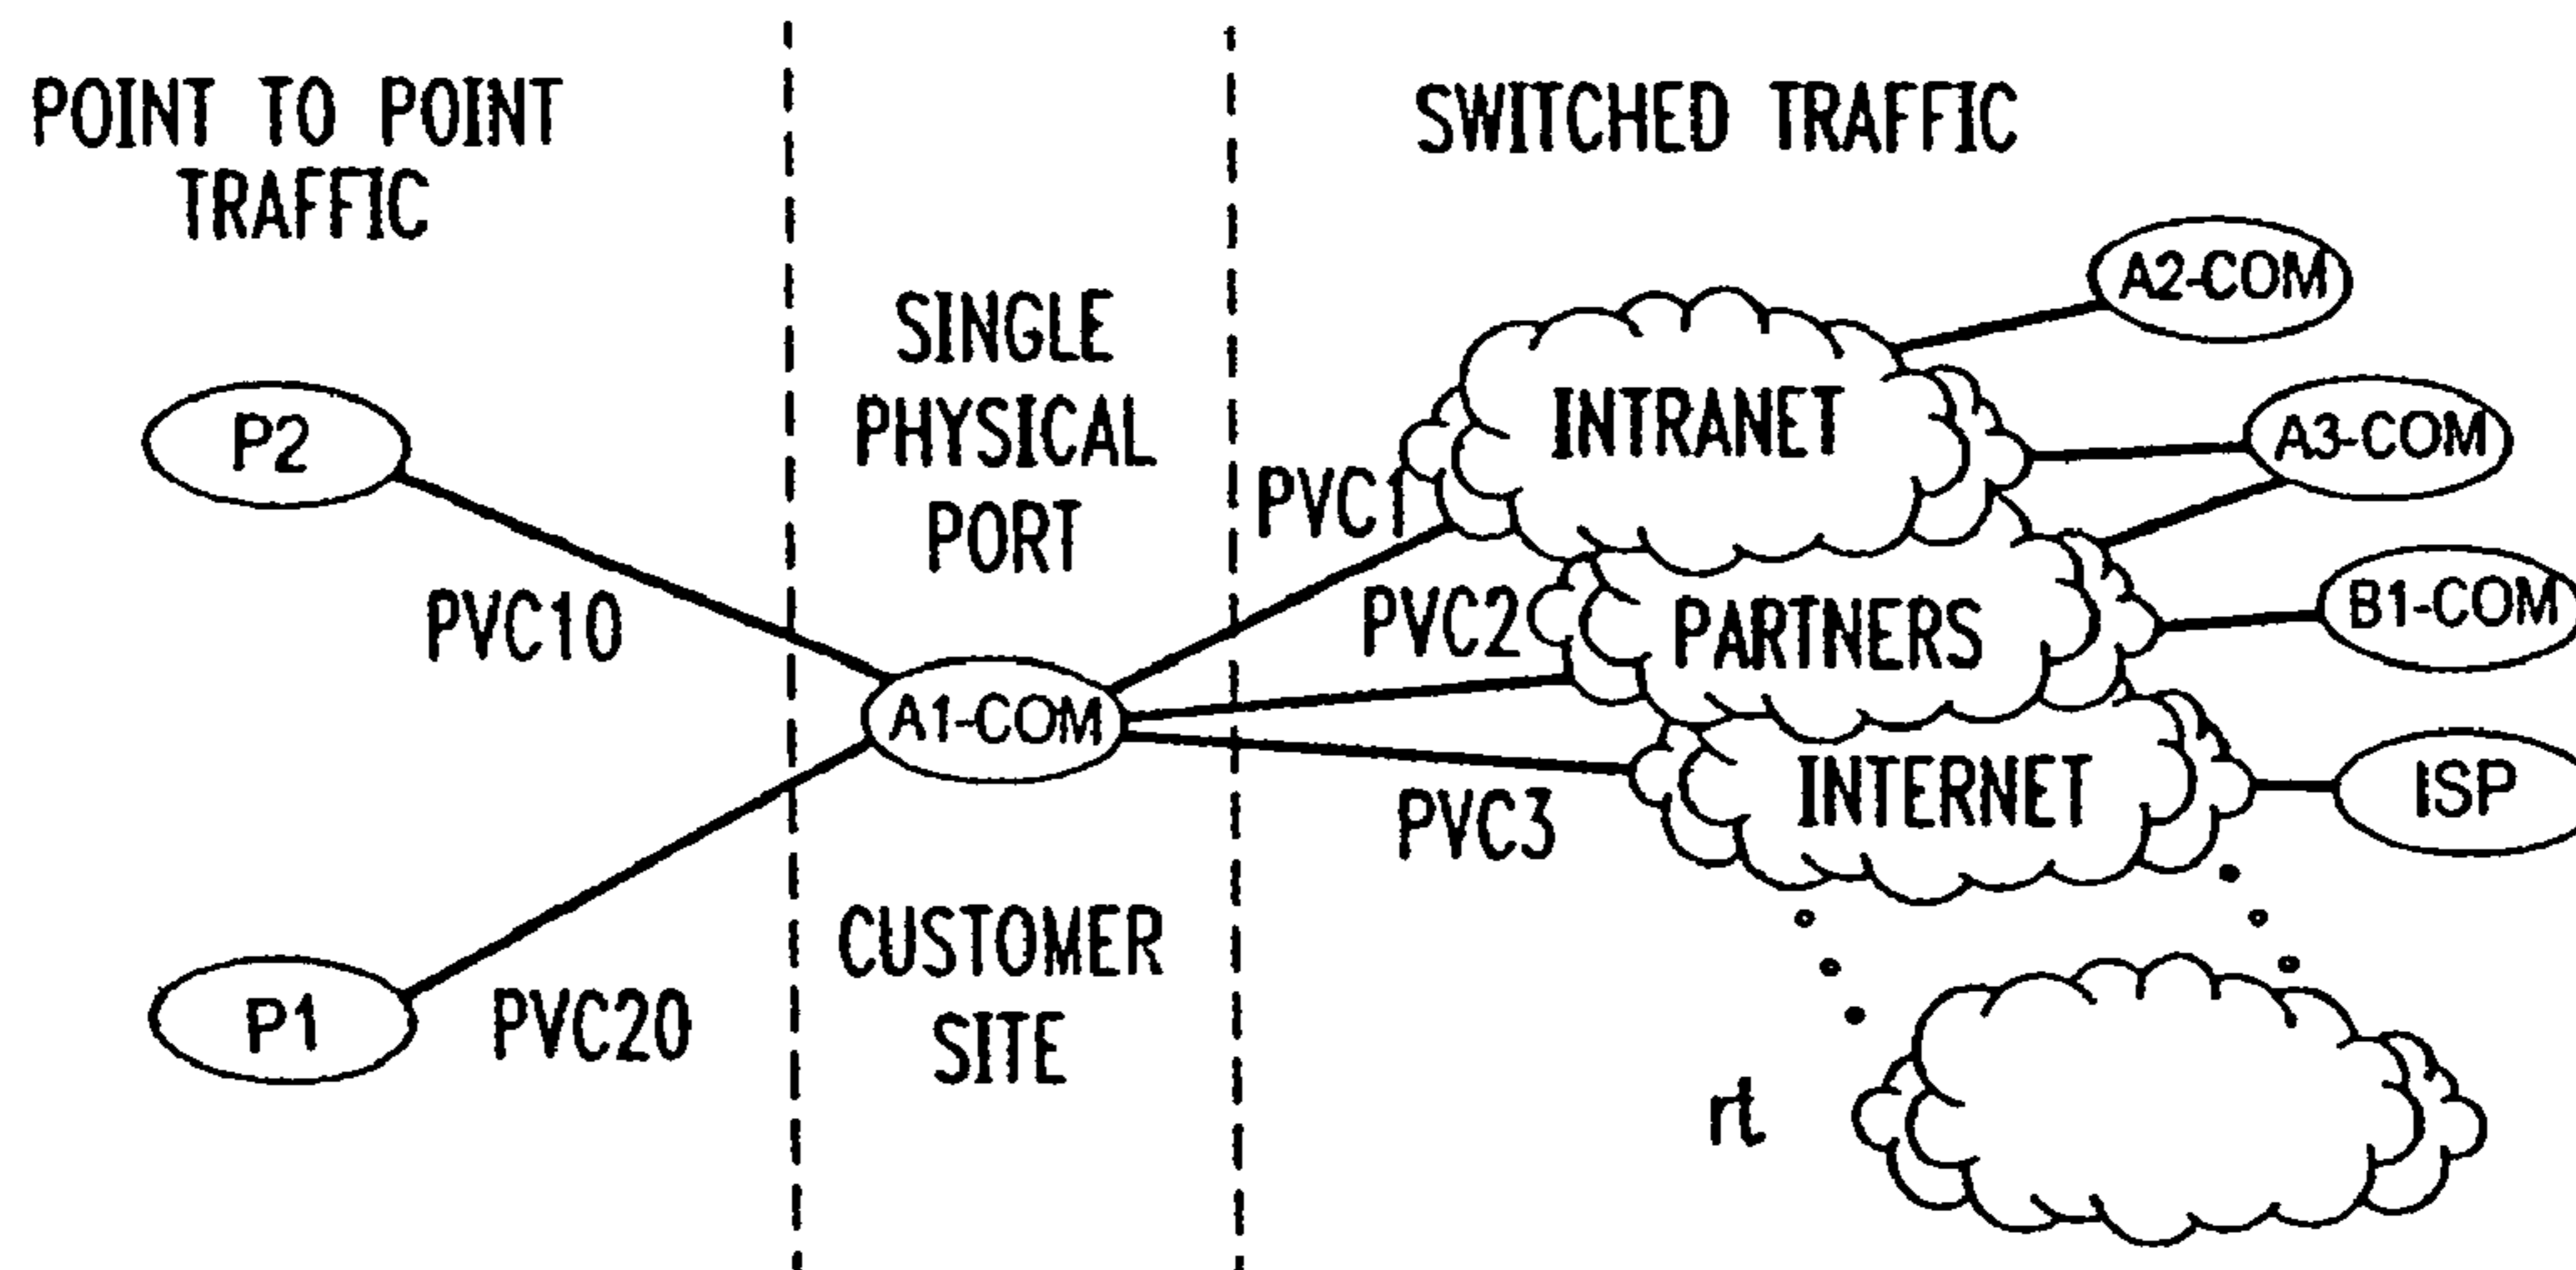 POINT TO POINT
TRAFFIC
SWITCHED TRAFFIC
SINGLE
PHYSICAL
PORT
A2-COM
INTRANET
A3-COM
P2
PVC1
PVC10
PVC2
PARTNERS
B1-COM
A1-COM
INTERNET
ISP
PVC3
CUSTOMER
SITE
P1
PVC20
rt